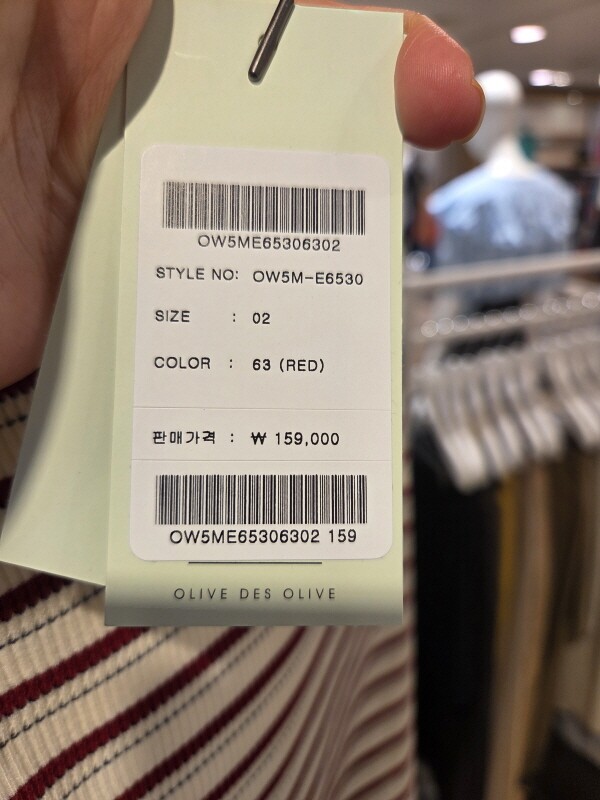 OW5ME65306302
STYLE NO: OW5M-E6530
SIZE : 02
COLOR : 63 (RED)
판매가격 : ₩ 159,000
OW5ME65306302 159
OLIVE DES OLIVE